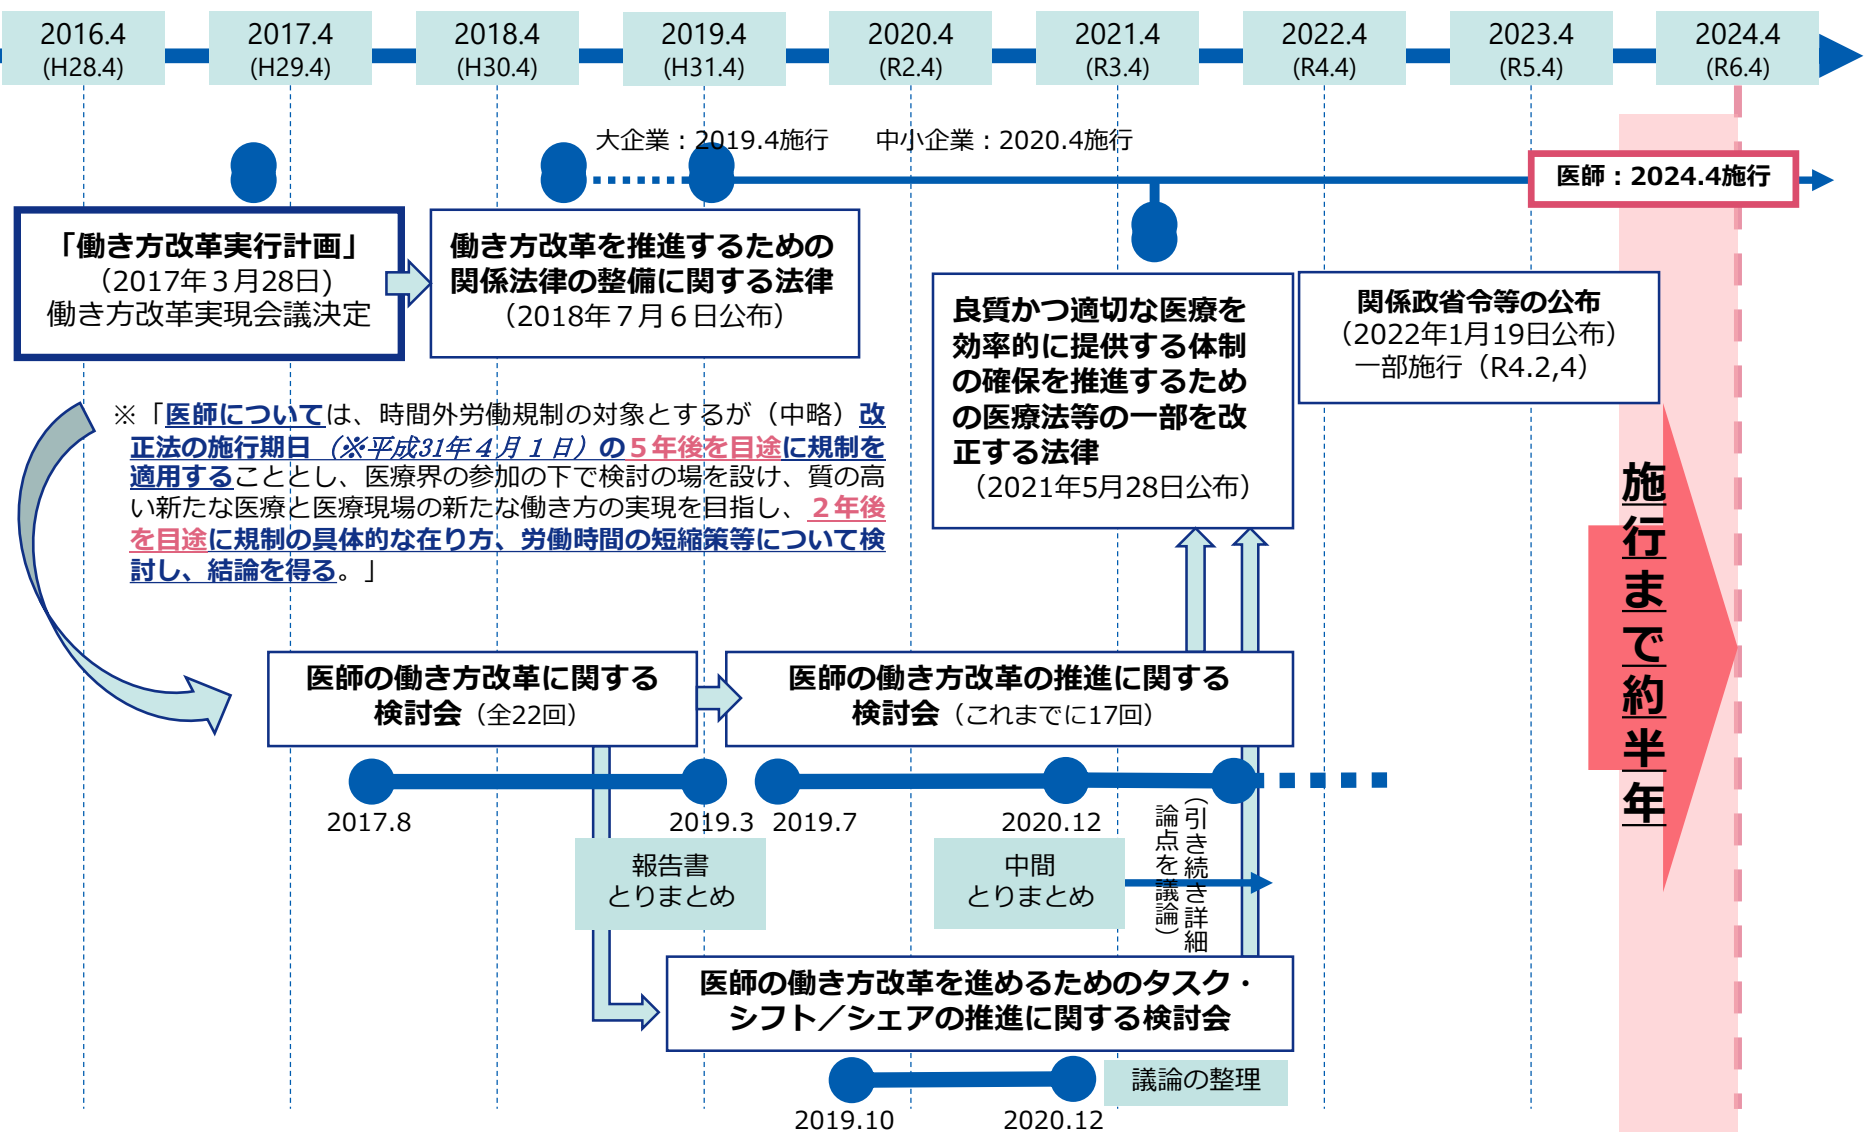 2016.4
(H28.4)
2017.4
(H29.4)
2018.4
(H30.4)
2019.4
(H31.4)
2020.4
(R2.4)
2021.4
(R3.4)
2022.4
(R4.4)
2023.4
(R5.4)
2024.4
(R6.4)
大企業：2019.4施行　　中小企業：2020.4施行
医師：2024.4施行
「働き方改革実行計画」
（2017年３月28日)
働き方改革実現会議決定
働き方改革を推進するための
関係法律の整備に関する法律
（2018年７月６日公布）
良質かつ適切な医療を
効率的に提供する体制
の確保を推進するため
の医療法等の一部を改
正する法律
（2021年5月28日公布）
関係政省令等の公布
（2022年1月19日公布）
一部施行（R4.2,4）
※「医師については、時間外労働規制の対象とするが（中略）改
正法の施行期日（※平成31年４月１日）の５年後を目途に規制を
適用することとし、医療界の参加の下で検討の場を設け、質の高
い新たな医療と医療現場の新たな働き方の実現を目指し、２年後
を目途に規制の具体的な在り方、労働時間の短縮策等について検
討し、結論を得る。」
施行まで約半年
医師の働き方改革に関する
検討会（全22回）
医師の働き方改革の推進に関する
検討会（これまでに17回）
2017.8
2019.3
2019.7
2020.12
（引き続き詳細
論点を議論）
報告書
とりまとめ
中間
とりまとめ
医師の働き方改革を進めるためのタスク・
シフト／シェアの推進に関する検討会
議論の整理
2019.10
2020.12